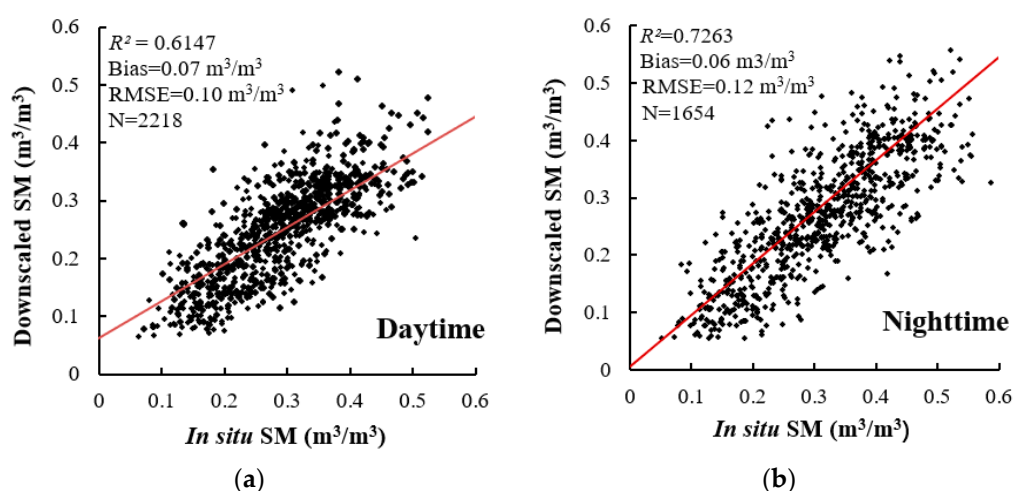 0.6
0.5
0.4
0.3
0.2
0.1
0
R² = 0.6147
Bias=0.07 m³/m³
RMSE=0.10 m³/m³
N=2218
Downscaled SM (m³/m³)
Daytime
0 0.1 0.2 0.3 0.4 0.5 0.6
In situ SM (m³/m³)
(a)
0.6
0.5
0.4
0.3
0.2
0.1
0
R²=0.7263
Bias=0.06 m3/m³
RMSE=0.12 m³/m³
N=1654
Downscaled SM (m³/m³)
Nighttime
0 0.1 0.2 0.3 0.4 0.5 0.6
In situ SM (m³/m³)
(b)